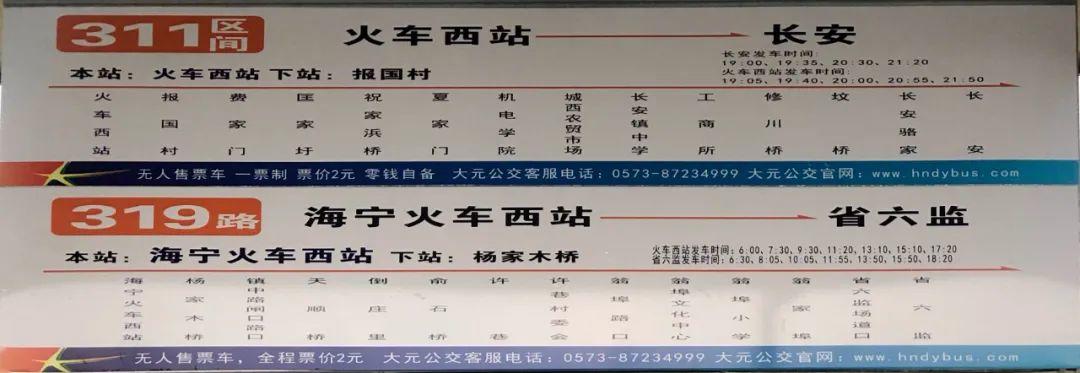 311区间 火车西站 长安
长安发车时间:
19:00、19:35、20:30、21:20
火车西站发车时间:
19:05、19:40、20:00、20:55、21:50
本站：火车西站 下站：报国村
火车西站 报国村 费家门 匡家圩 祝家浜桥 夏家门 机电学院 城西农贸市场 长安镇中学 工商所 修川桥 坟桥 长安骆家 长安
无人售票车 一票制 票价2元 零钱自备 大元公交客服电话：0573-87234999 大元公交官网：www.hndybus.com
319路 海宁火车西站 省六监
火车西站发车时间：6:00、7:30、9:30、11:20、13:10、15:10、17:20
省六监发车时间：6:30、8:05、10:05、11:55、13:50、15:50、18:20
本站：海宁火车西站 下站：杨家木桥
海宁火车西站 杨家木桥 镇中路闸口路口 天顺桥 倒庄里 俞石桥 许巷 许巷村委会 翁埠路口 翁埠文化中心 翁埠小学 翁家埠 省六监场道口 省六监
无人售票车，全程票价2元 大元公交客服电话：0573-87234999 大元公交官网：www.hndybus.com